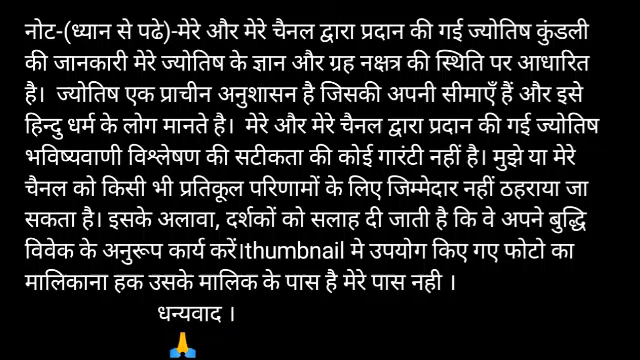 नोट-(ध्यान से पढे)-मेरे और मेरे चैनल द्वारा प्रदान की गई ज्योतिष कुंडली
की जानकारी मेरे ज्योतिष के ज्ञान और ग्रह नक्षत्र की स्थिति पर आधारित
है। ज्योतिष एक प्राचीन अनुशासन है जिसकी अपनी सीमाएँ हैं और इसे
हिन्दु धर्म के लोग मानते है। मेरे और मेरे चैनल द्वारा प्रदान की गई ज्योतिष
भविष्यवाणी विश्लेषण की सटीकता की कोई गारंटी नहीं है। मुझे या मेरे
चैनल को किसी भी प्रतिकूल परिणामों के लिए जिम्मेदार नहीं ठहराया जा
सकता है। इसके अलावा, दर्शकों को सलाह दी जाती है कि वे अपने बुद्धि
विवेक के अनुरूप कार्य करें।thumbnail मे उपयोग किए गए फोटो का
मालिकाना हक उसके मालिक के पास है मेरे पास नही ।
धन्यवाद ।
🙏